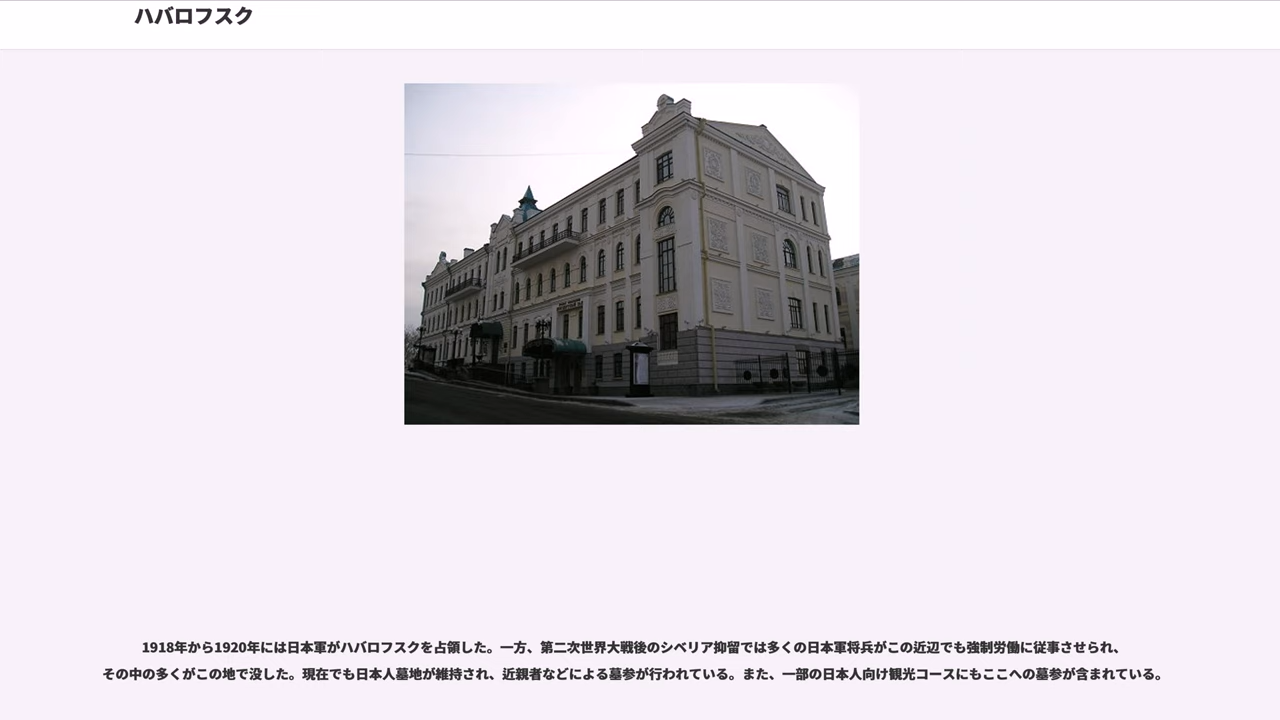 ハバロフスク
1918年から1920年には日本軍がハバロフスクを占領した。一方、第二次世界大戦後のシベリア抑留では多くの日本軍将兵がこの近辺でも強制労働に従事させられ、
その中の多くがこの地で没した。現在でも日本人墓地が維持され、近親者などによる墓参が行われている。また、一部の日本人向け観光コースにもここへの墓参が含まれている。